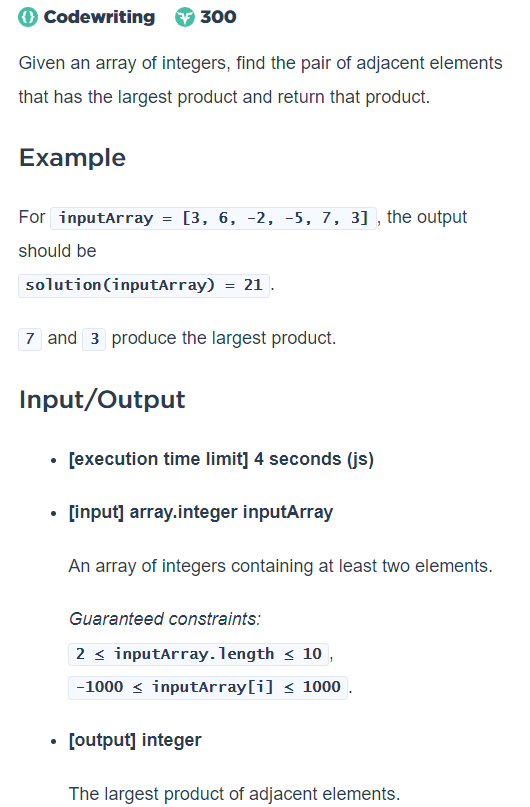 Codewriting 300
Given an array of integers, find the pair of adjacent elements
that has the largest product and return that product.
Example
For inputArray = [3, 6, -2, -5, 7, 3] , the output
should be
solution(inputArray) = 21 .
7 and 3 produce the largest product.
Input/Output
• [execution time limit] 4 seconds (js)
• [input] array.integer inputArray
An array of integers containing at least two elements.
Guaranteed constraints:
2 ≤ inputArray.length ≤ 10 ,
-1000 ≤ inputArray[i] ≤ 1000 .
• [output] integer
The largest product of adjacent elements.